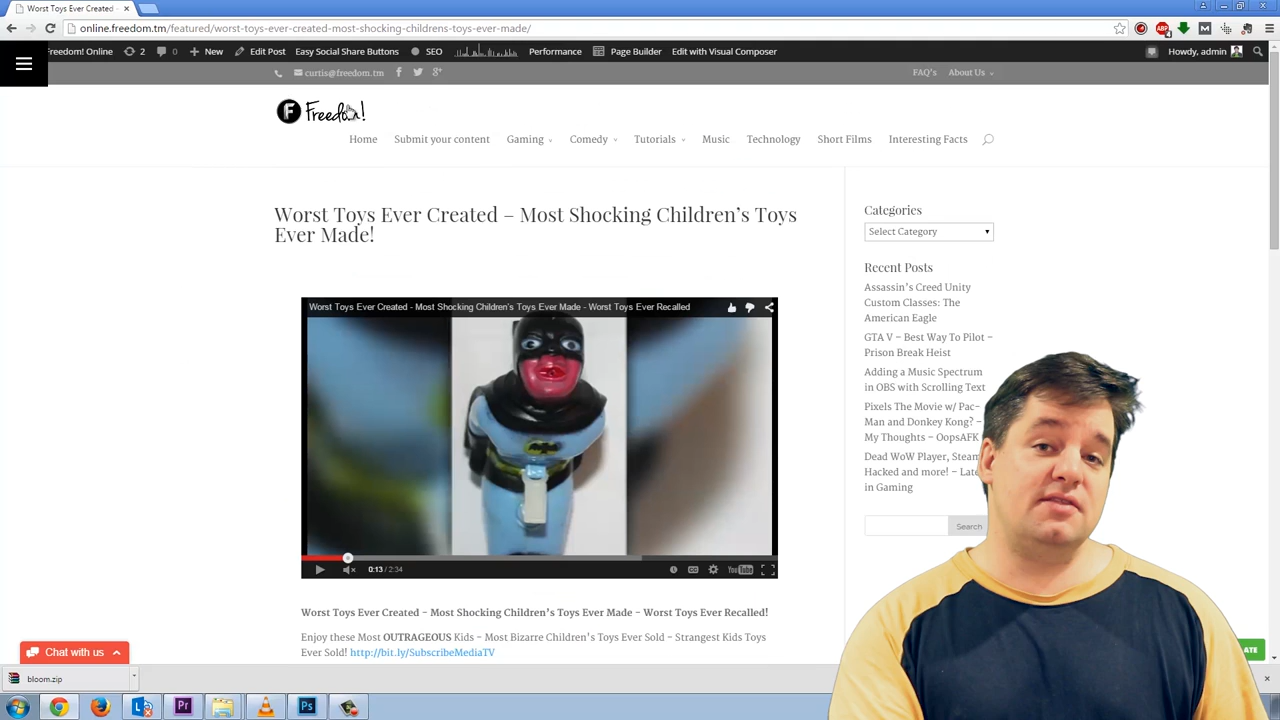 Worst Toys Ever Created -
online.freedom.tm/featured/worst-toys-ever-created-most-shocking-childrens-toys-ever-made/
Freedom! Online 2 0 New Edit Post Easy Social Share Buttons SEO Performance Page Builder Edit with Visual Composer Howdy, admin
curtis@freedom.tm FAQ's About Us
F Freedom!
Home Submit your content Gaming Comedy Tutorials Music Technology Short Films Interesting Facts
Worst Toys Ever Created – Most Shocking Children's Toys
Ever Made!
Worst Toys Ever Created - Most Shocking Children's Toys Ever Made - Worst Toys Ever Recalled
0:13 / 2:34 YouTube
Worst Toys Ever Created - Most Shocking Children's Toys Ever Made - Worst Toys Ever Recalled!
Enjoy these Most OUTRAGEOUS Kids - Most Bizarre Children's Toys Ever Sold - Strangest Kids Toys
Ever Sold! http://bit.ly/SubscribeMediaTV
Categories
Select Category
Recent Posts
Assassin's Creed Unity
Custom Classes: The
American Eagle
GTA V – Best Way To Pilot –
Prison Break Heist
Adding a Music Spectrum
in OBS with Scrolling Text
Pixels The Movie w/ Pac-
Man and Donkey Kong? –
My Thoughts – OopsAFK
Dead WoW Player, Steam
Hacked and more! – Late
in Gaming
Search
Chat with us
ATE
bloom.zip
Pr
Ps